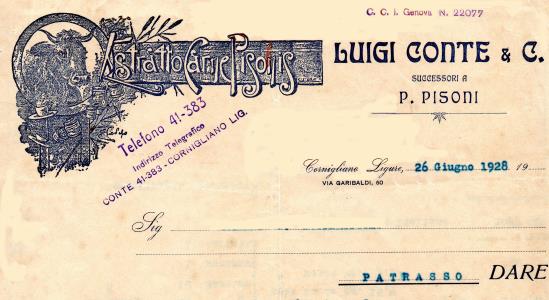 C. C. I. Genova N. 22077
Estratto Carne Pisonis
LUIGI CONTE & C.
SUCCESSORI A
P. PISONI
Telefono 41-383
Indirizzo Telegrafico
CONTE 41-383 - CORNIGLIANO LIG.
Cornigliano Ligure, 26 Giugno 1928 19
VIA GARIBALDI, 60
Sig
PATRASSO DARE